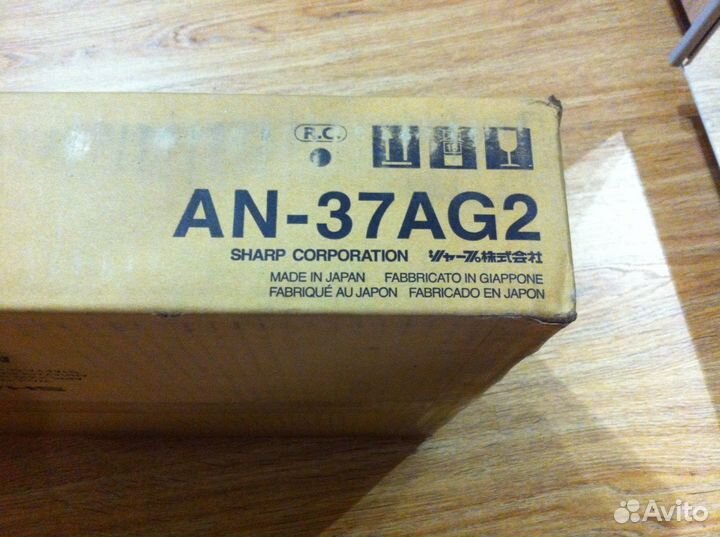 R.C.
AN-37AG2
SHARP CORPORATION シャープ株式会社
MADE IN JAPAN FABBRICATO IN GIAPPONE
FABRIQUÉ AU JAPON FABRICADO EN JAPON
Avito